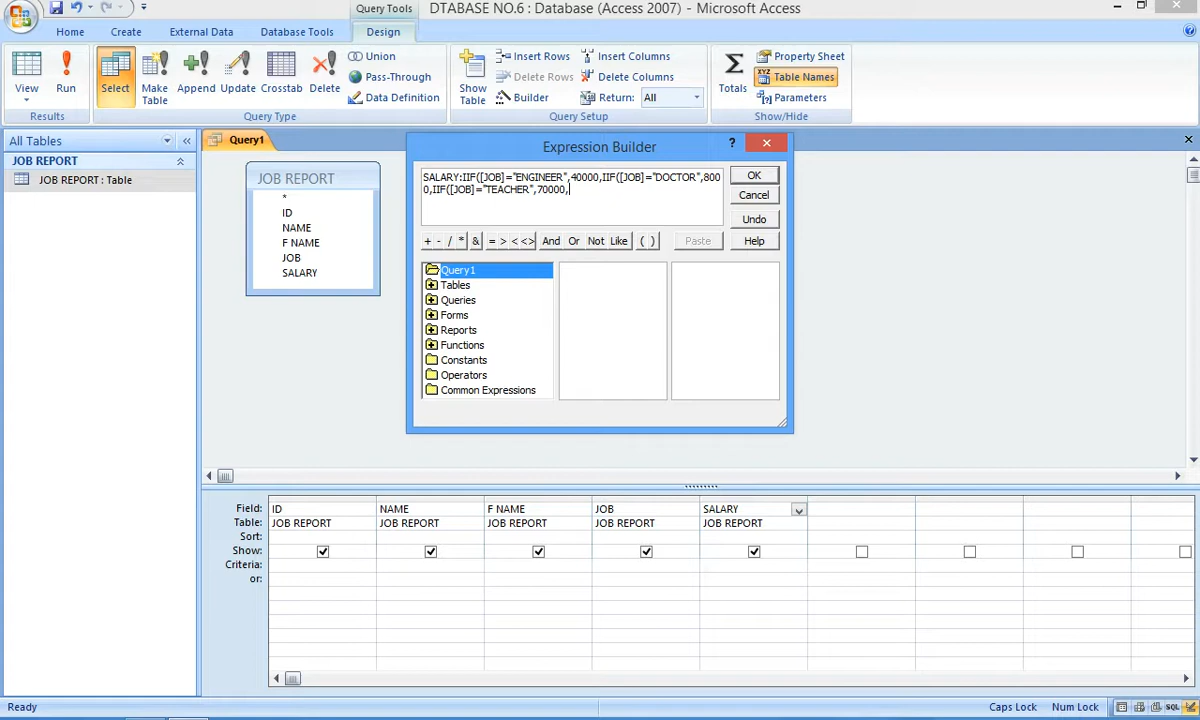 Query Tools
DTABASE NO.6 : Database (Access 2007) - Microsoft Access
Home
Create
External Data
Database Tools
Design
View
Run
Results
Select
Make Table
Append
Update
Crosstab
Delete
Union
Pass-Through
Data Definition
Query Type
Show Table
Insert Rows
Delete Rows
Builder
Insert Columns
Delete Columns
Return: All
Query Setup
Totals
Property Sheet
Table Names
Parameters
Show/Hide
All Tables
JOB REPORT
JOB REPORT : Table
Query1
JOB REPORT
*
ID
NAME
F NAME
JOB
SALARY
Expression Builder
SALARY:IIF([JOB]="ENGINEER",40000,IIF([JOB]="DOCTOR",800
0,IIF([JOB]="TEACHER",70000,
OK
Cancel
Undo
Help
+ - / * & = > < <> And Or Not Like ( ) Paste
Query1
Tables
Queries
Forms
Reports
Functions
Constants
Operators
Common Expressions
Field: ID NAME F NAME JOB SALARY
Table: JOB REPORT JOB REPORT JOB REPORT JOB REPORT JOB REPORT
Sort:
Show:
Criteria:
or:
Ready
Caps Lock
Num Lock
SQL